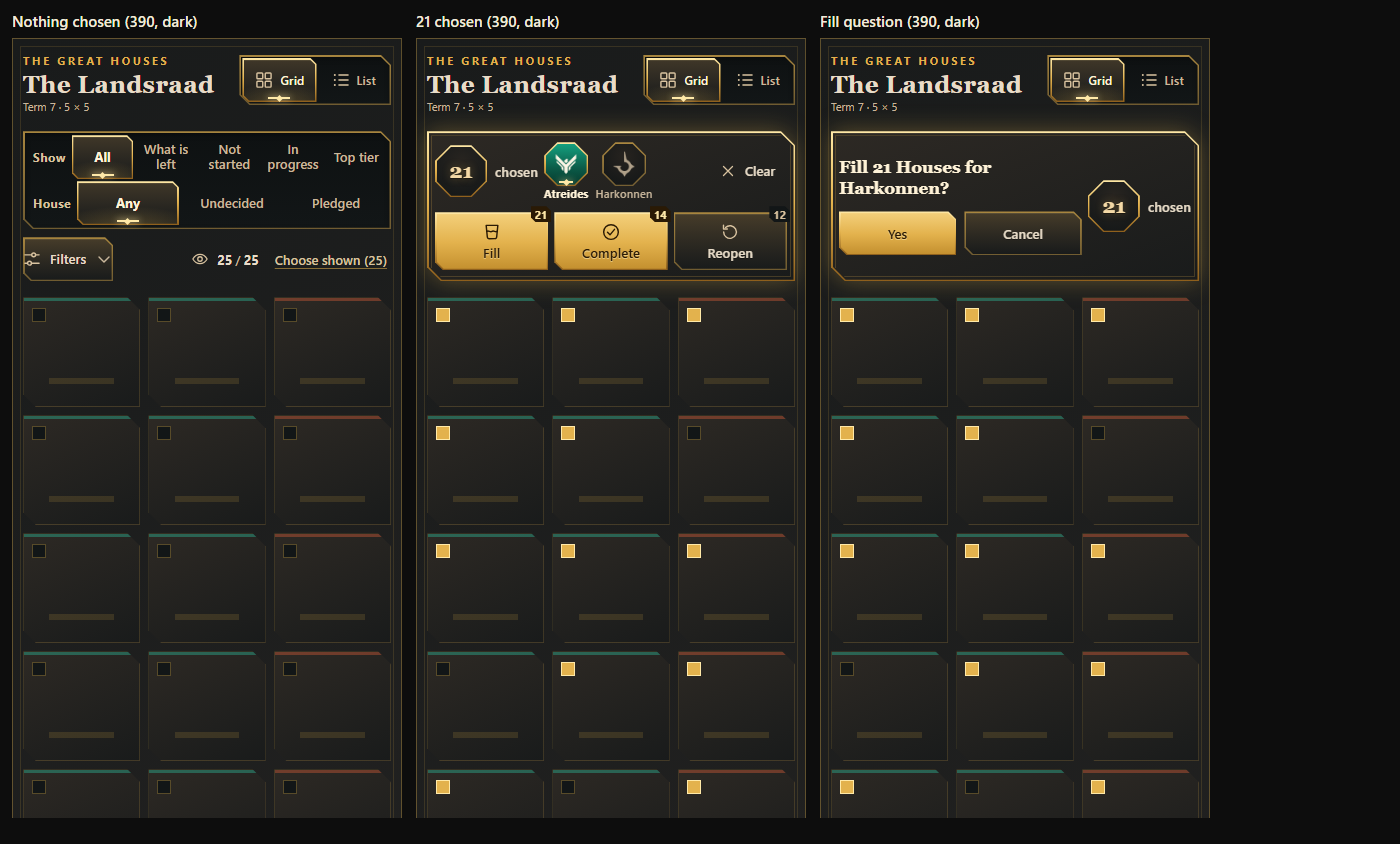 Nothing chosen (390, dark)
THE GREAT HOUSES
The Landsraad
Term 7 · 5 × 5
Grid
List
Show
All
What is left
Not started
In progress
Top tier
House
Any
Undecided
Pledged
Filters
25 / 25
Choose shown (25)
21 chosen (390, dark)
THE GREAT HOUSES
The Landsraad
Term 7 · 5 × 5
Grid
List
21
chosen
Atreides
Harkonnen
Clear
21
Fill
14
Complete
12
Reopen
Fill question (390, dark)
THE GREAT HOUSES
The Landsraad
Term 7 · 5 × 5
Grid
List
Fill 21 Houses for
Harkonnen?
Yes
Cancel
21
chosen